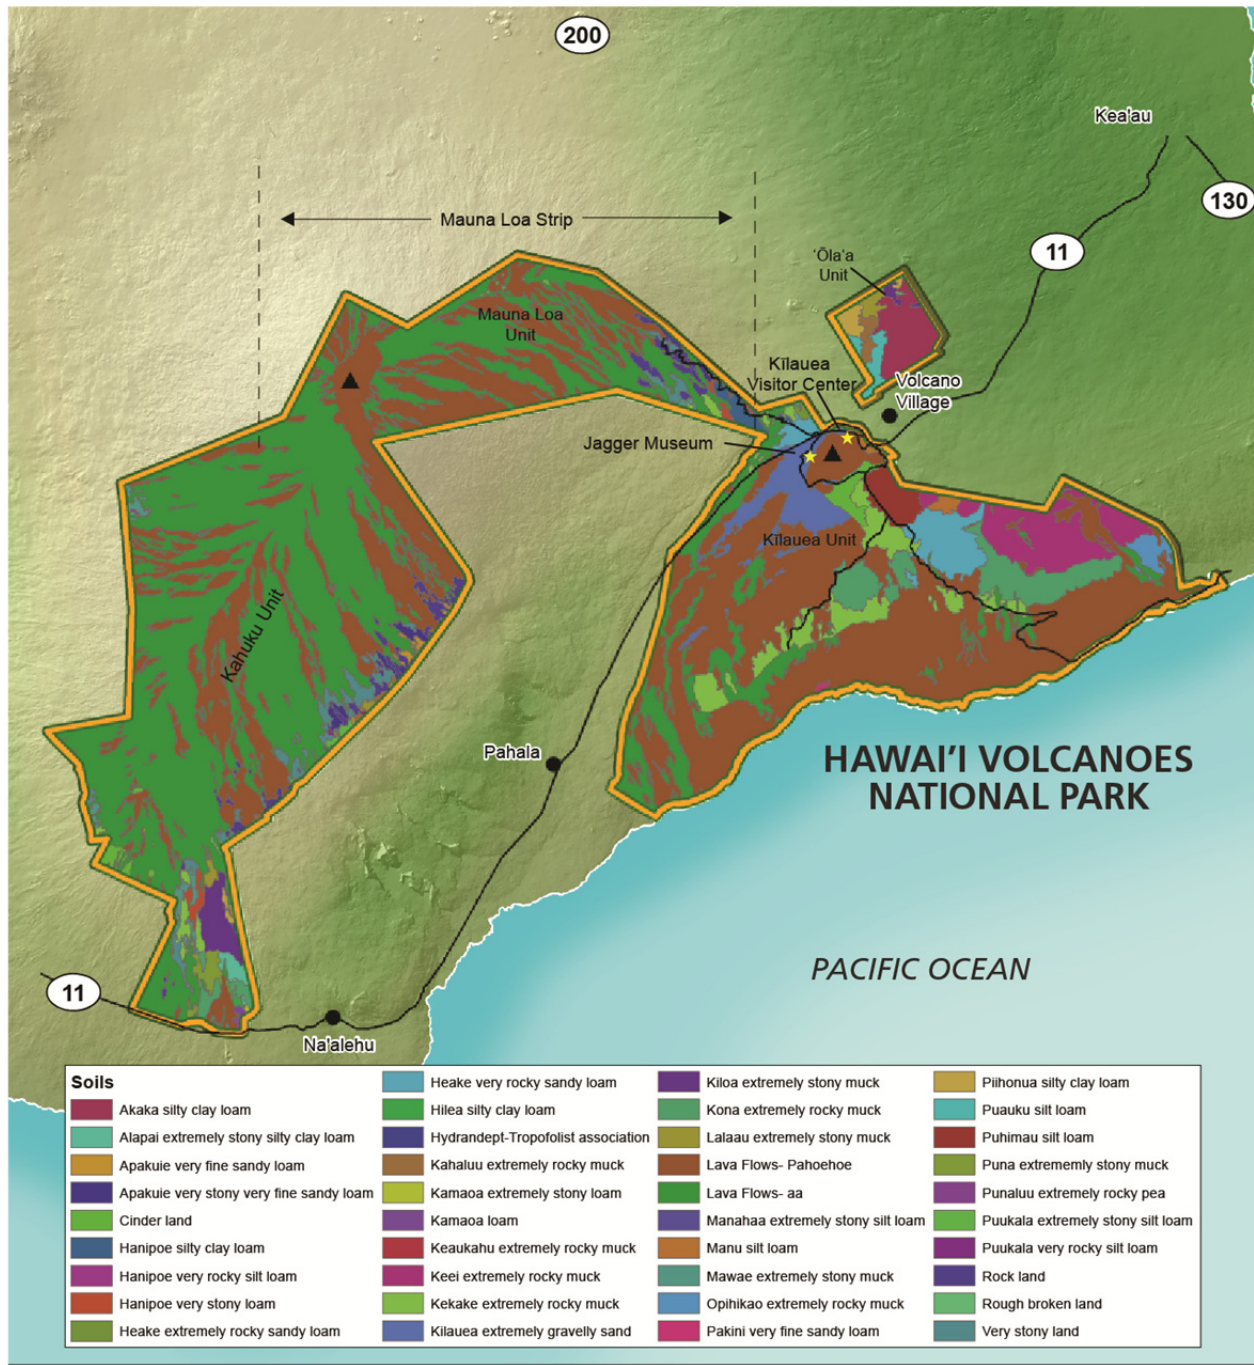 200
Kea'au
130
Mauna Loa Strip
11
'Ōla'a
Unit
Mauna Loa
Unit
Kīlauea
Visitor Center
Volcano
Village
Jagger Museum
Kīlauea Unit
Kahuku Unit
Pahala
HAWAI'I VOLCANOES
NATIONAL PARK
PACIFIC OCEAN
11
Na'alehu
Soils
Akaka silty clay loam
Alapai extremely stony silty clay loam
Apakuie very fine sandy loam
Apakuie very stony very fine sandy loam
Cinder land
Hanipoe silty clay loam
Hanipoe very rocky silt loam
Hanipoe very stony loam
Heake extremely rocky sandy loam
Heake very rocky sandy loam
Hilea silty clay loam
Hydrandept-Tropofolist association
Kahaluu extremely rocky muck
Kamaoa extremely stony loam
Kamaoa loam
Keaukahu extremely rocky muck
Keei extremely rocky muck
Kekake extremely rocky muck
Kilauea extremely gravelly sand
Kiloa extremely stony muck
Kona extremely rocky muck
Lalaau extremely stony muck
Lava Flows- Pahoehoe
Lava Flows- aa
Manahaa extremely stony silt loam
Manu silt loam
Mawae extremely stony muck
Opihikao extremely rocky muck
Pakini very fine sandy loam
Piihonua silty clay loam
Puauku silt loam
Puhimau silt loam
Puna extrememly stony muck
Punaluu extremely rocky pea
Puukala extremely stony silt loam
Puukala very rocky silt loam
Rock land
Rough broken land
Very stony land